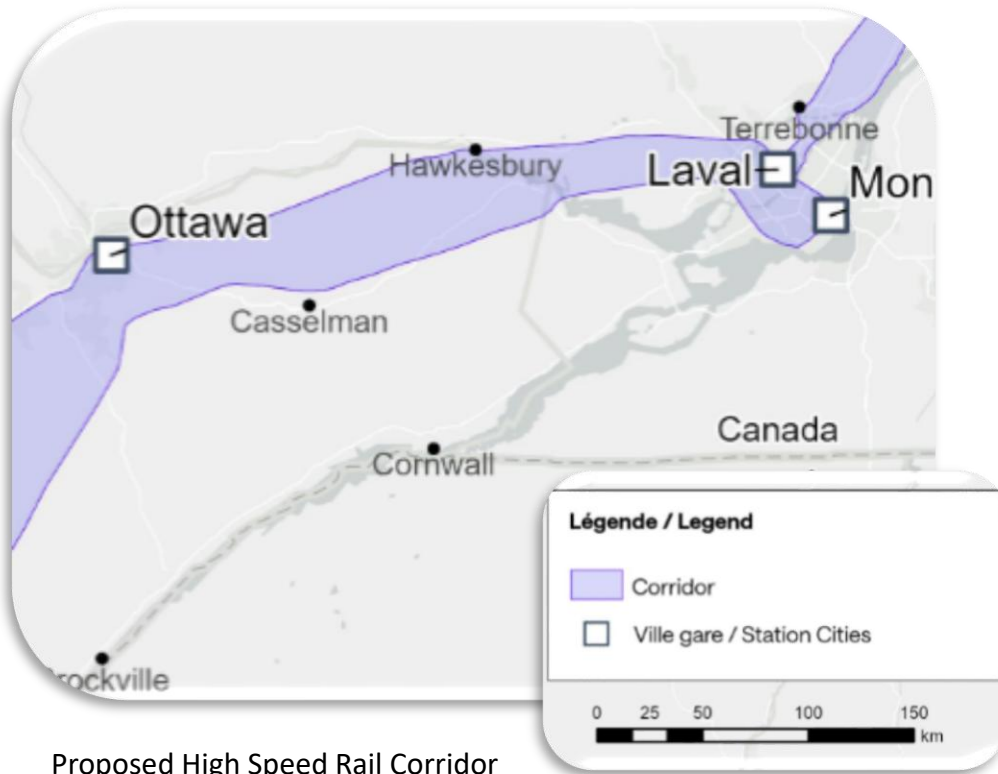 Terrebonne
Hawkesbury
Laval
Mon
Ottawa
Casselman
Canada
Cornwall
rockville
Légende / Legend
Corridor
Ville gare / Station Cities
0 25 50 100 150
km
Proposed High Speed Rail Corridor